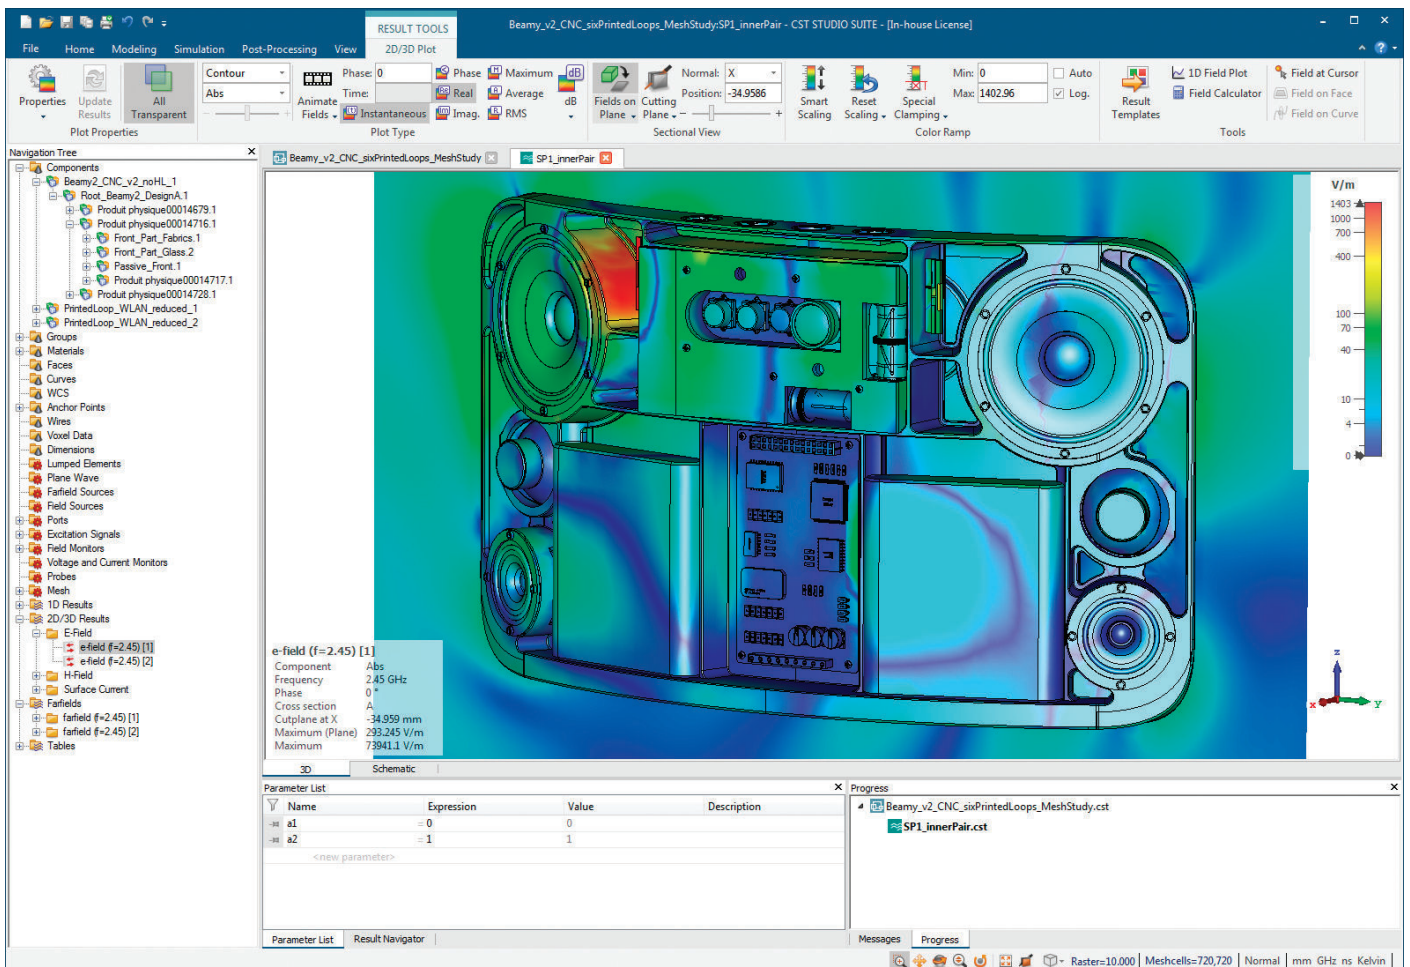 RESULT TOOLS
Beamy_v2_CNC_sixPrintedLoops_MeshStudy:SP1_innerPair - CST STUDIO SUITE - [In-house License]
File Home Modeling Simulation Post-Processing View 2D/3D Plot
Properties
Update Results
All Transparent
Plot Properties
Contour
Abs
Animate Fields
Phase: 0
Time:
Instantaneous
Phase
Real
Imag.
Maximum
Average
RMS
dB
dB
Plot Type
Fields on Plane
Cutting Plane
Normal: X
Position: -34.9586
Sectional View
Smart Scaling
Reset Scaling
Special Clamping
Min: 0
Max: 1402.96
Auto
Log.
Color Ramp
Result Templates
1D Field Plot
Field Calculator
Field at Cursor
Field on Face
Field on Curve
Tools
Navigation Tree
Components
Beamy2_CNC_v2_noHL_1
Root_Beamy2_DesignA.1
Produit physique00014679.1
Produit physique00014716.1
Front_Part_Fabrics.1
Front_Part_Glass.2
Passive_Front.1
Produit physique00014717.1
Produit physique00014728.1
PrintedLoop_WLAN_reduced_1
PrintedLoop_WLAN_reduced_2
Groups
Materials
Faces
Curves
WCS
Anchor Points
Wires
Voxel Data
Dimensions
Lumped Elements
Plane Wave
Farfield Sources
Field Sources
Ports
Excitation Signals
Field Monitors
Voltage and Current Monitors
Probes
Mesh
1D Results
2D/3D Results
E-Field
e-field (f=2.45) [1]
e-field (f=2.45) [2]
H-Field
Surface Current
Farfields
farfield (f=2.45) [1]
farfield (f=2.45) [2]
Tables
Beamy_v2_CNC_sixPrintedLoops_MeshStudy
SP1_innerPair
V/m
1403
1000
700
400
100
70
40
10
4
0
z
x
y
e-field (f=2.45) [1]
Component Abs
Frequency 2.45 GHz
Phase 0 °
Cross section A
Cutplane at X -34.959 mm
Maximum (Plane) 293.245 V/m
Maximum 73941.1 V/m
3D Schematic
Parameter List
Name Expression Value Description
a1 = 0 0
a2 = 1 1
<new parameter>
Parameter List Result Navigator
Progress
Beamy_v2_CNC_sixPrintedLoops_MeshStudy.cst
SP1_innerPair.cst
Messages Progress
Raster=10.000 Meshcells=720,720 Normal mm GHz ns Kelvin